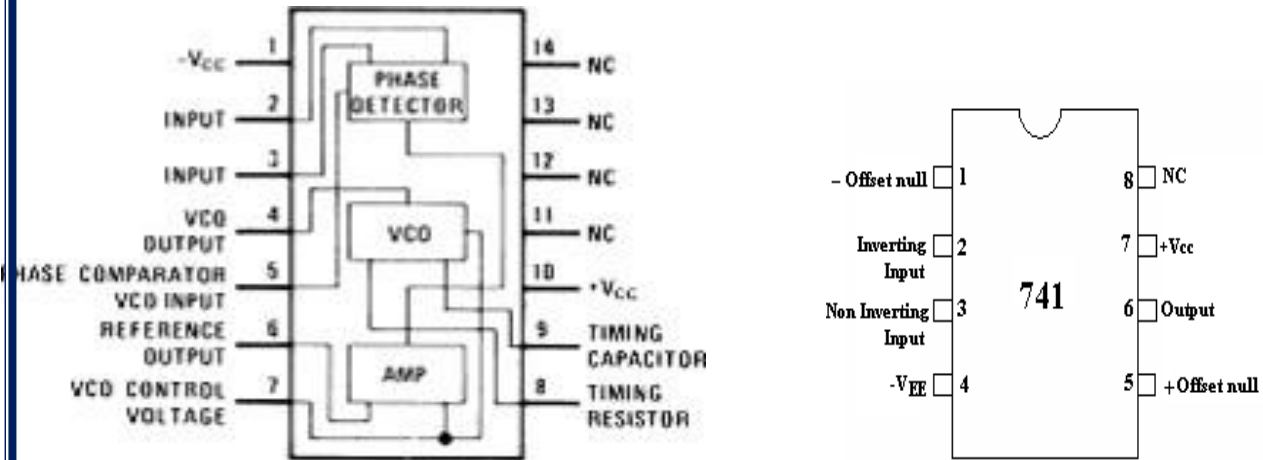 1
-VCC
2
INPUT
3
INPUT
4
VCO
OUTPUT
5
PHASE COMPARATOR
VCO INPUT
6
REFERENCE
OUTPUT
7
VCO CONTROL
VOLTAGE
PHASE
DETECTOR
VCO
AMP
14
NC
13
NC
12
NC
11
NC
10
+VCC
9
TIMING
CAPACITOR
8
TIMING
RESISTOR
- Offset null 1
Inverting 2
Input
Non Inverting 3
Input
-VEE 4
741
8 NC
7 +Vcc
6 Output
5 +Offset null